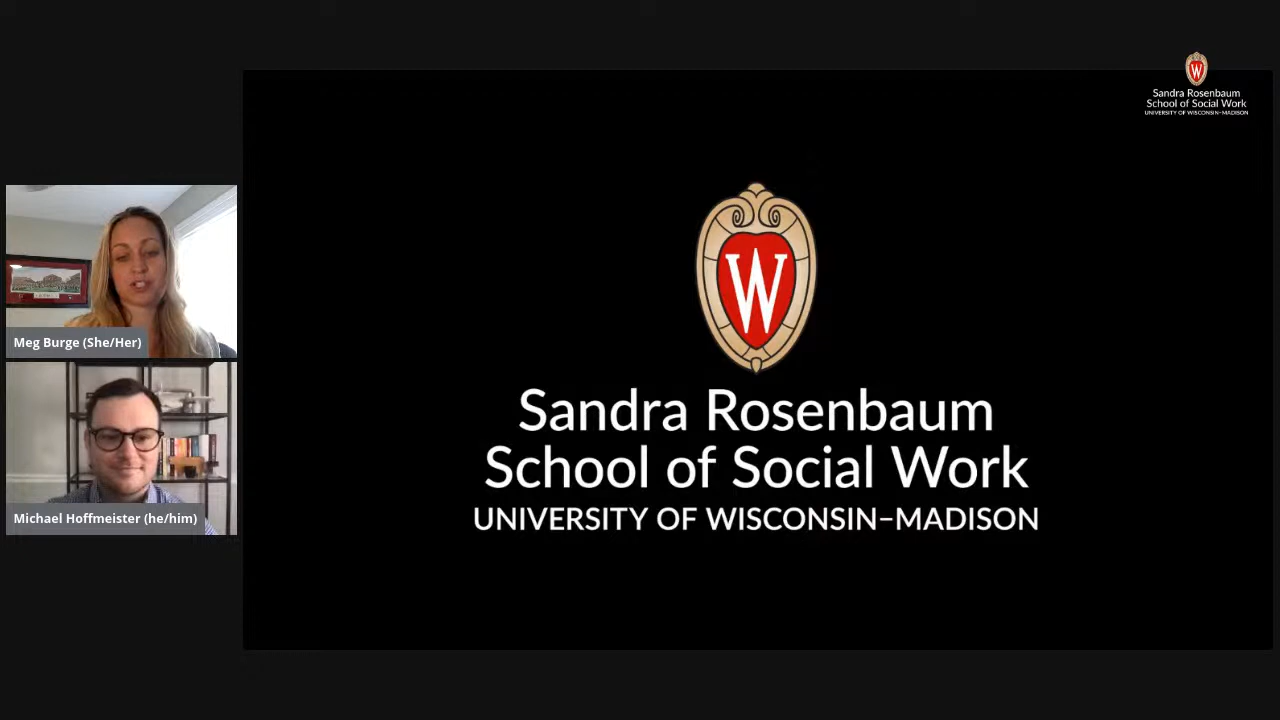 Sandra Rosenbaum
School of Social Work
UNIVERSITY OF WISCONSIN–MADISON
Meg Burge (She/Her)
Michael Hoffmeister (he/him)
W
Sandra Rosenbaum
School of Social Work
UNIVERSITY OF WISCONSIN–MADISON
W